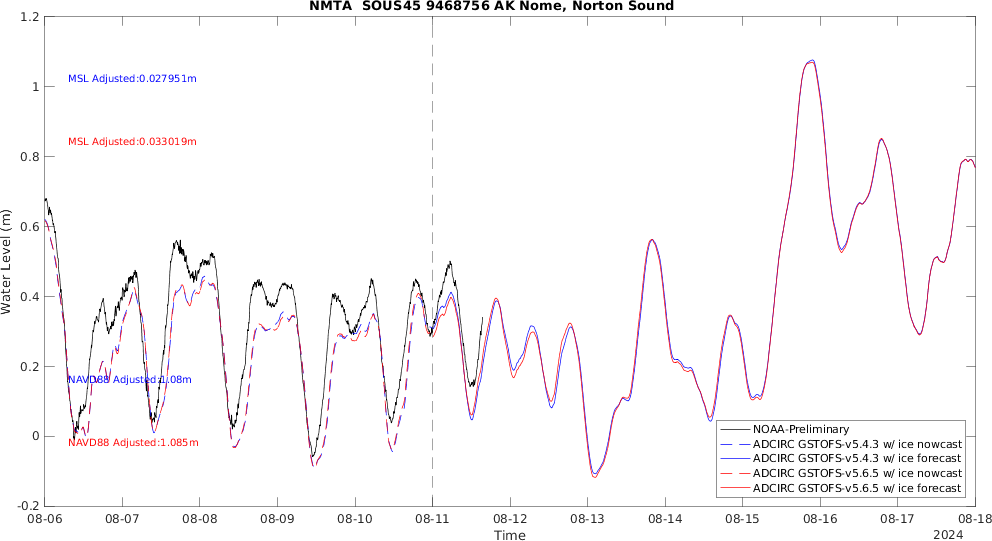 NMTA SOUS45 9468756 AK Nome, Norton Sound
1.2
1
0.8
0.6
0.4
0.2
0
-0.2
Water Level (m)
MSL Adjusted:0.027951m
MSL Adjusted:0.033019m
NAVD88 Adjusted:1.08m
NAVD88 Adjusted:1.085m
NOAA-Preliminary
ADCIRC GSTOFS-v5.4.3 w/ ice nowcast
ADCIRC GSTOFS-v5.4.3 w/ ice forecast
ADCIRC GSTOFS-v5.6.5 w/ ice nowcast
ADCIRC GSTOFS-v5.6.5 w/ ice forecast
08-06 08-07 08-08 08-09 08-10 08-11 08-12 08-13 08-14 08-15 08-16 08-17 08-18
Time
2024